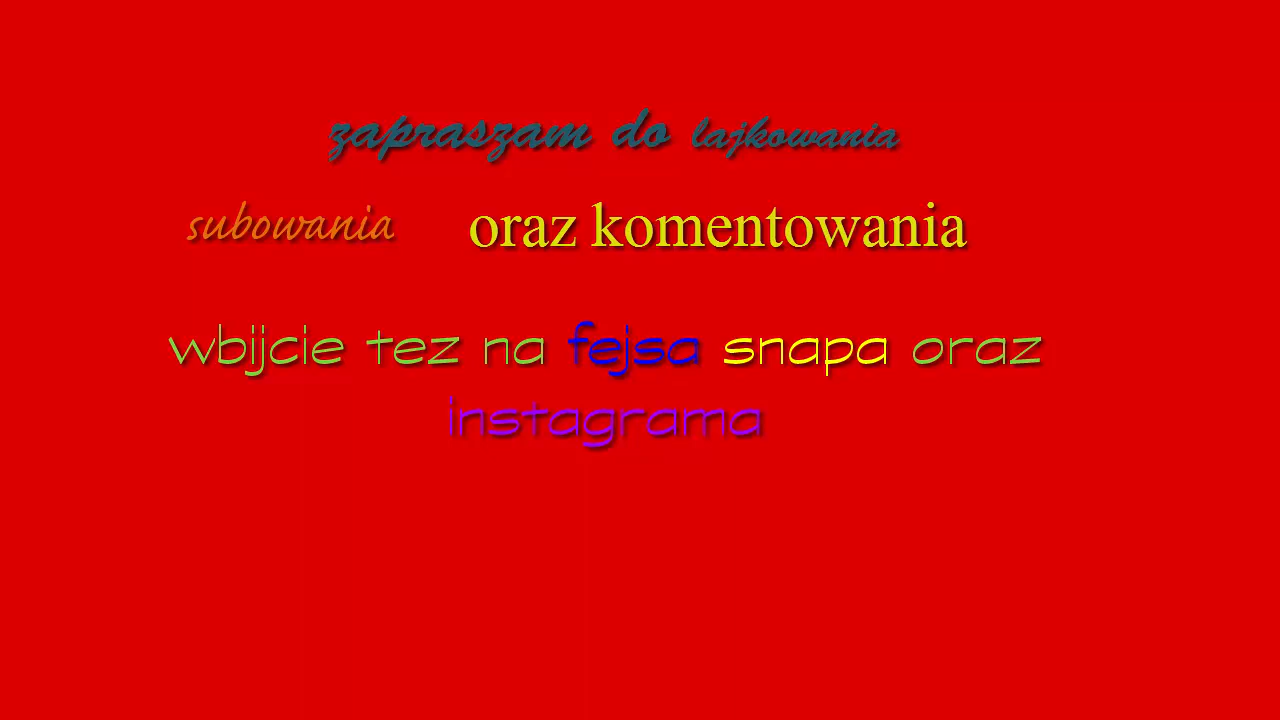 zapraszam do lajkowania
subowania oraz komentowania
wbijcie tez na fejsa snapa oraz
instagrama